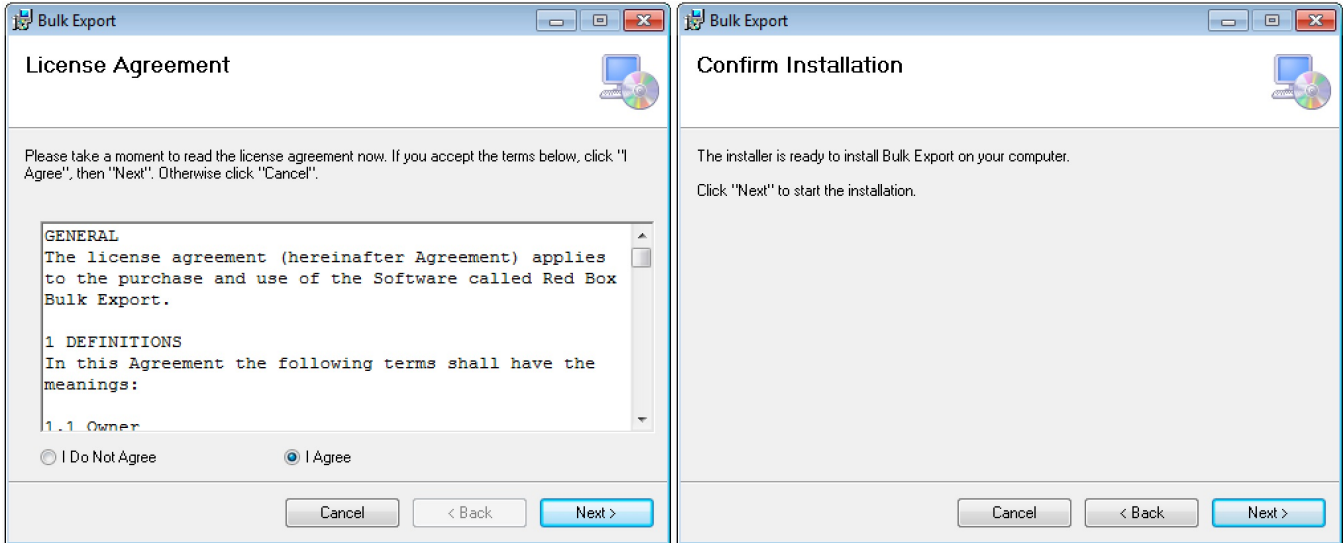 Bulk Export
License Agreement
Please take a moment to read the license agreement now. If you accept the terms below, click "I
Agree", then "Next". Otherwise click "Cancel".
GENERAL
The license agreement (hereinafter Agreement) applies
to the purchase and use of the Software called Red Box
Bulk Export.
1 DEFINITIONS
In this Agreement the following terms shall have the
meanings:
1.1 Owner
I Do Not Agree
I Agree
Cancel
< Back
Next >
Bulk Export
Confirm Installation
The installer is ready to install Bulk Export on your computer.
Click "Next" to start the installation.
Cancel
< Back
Next >